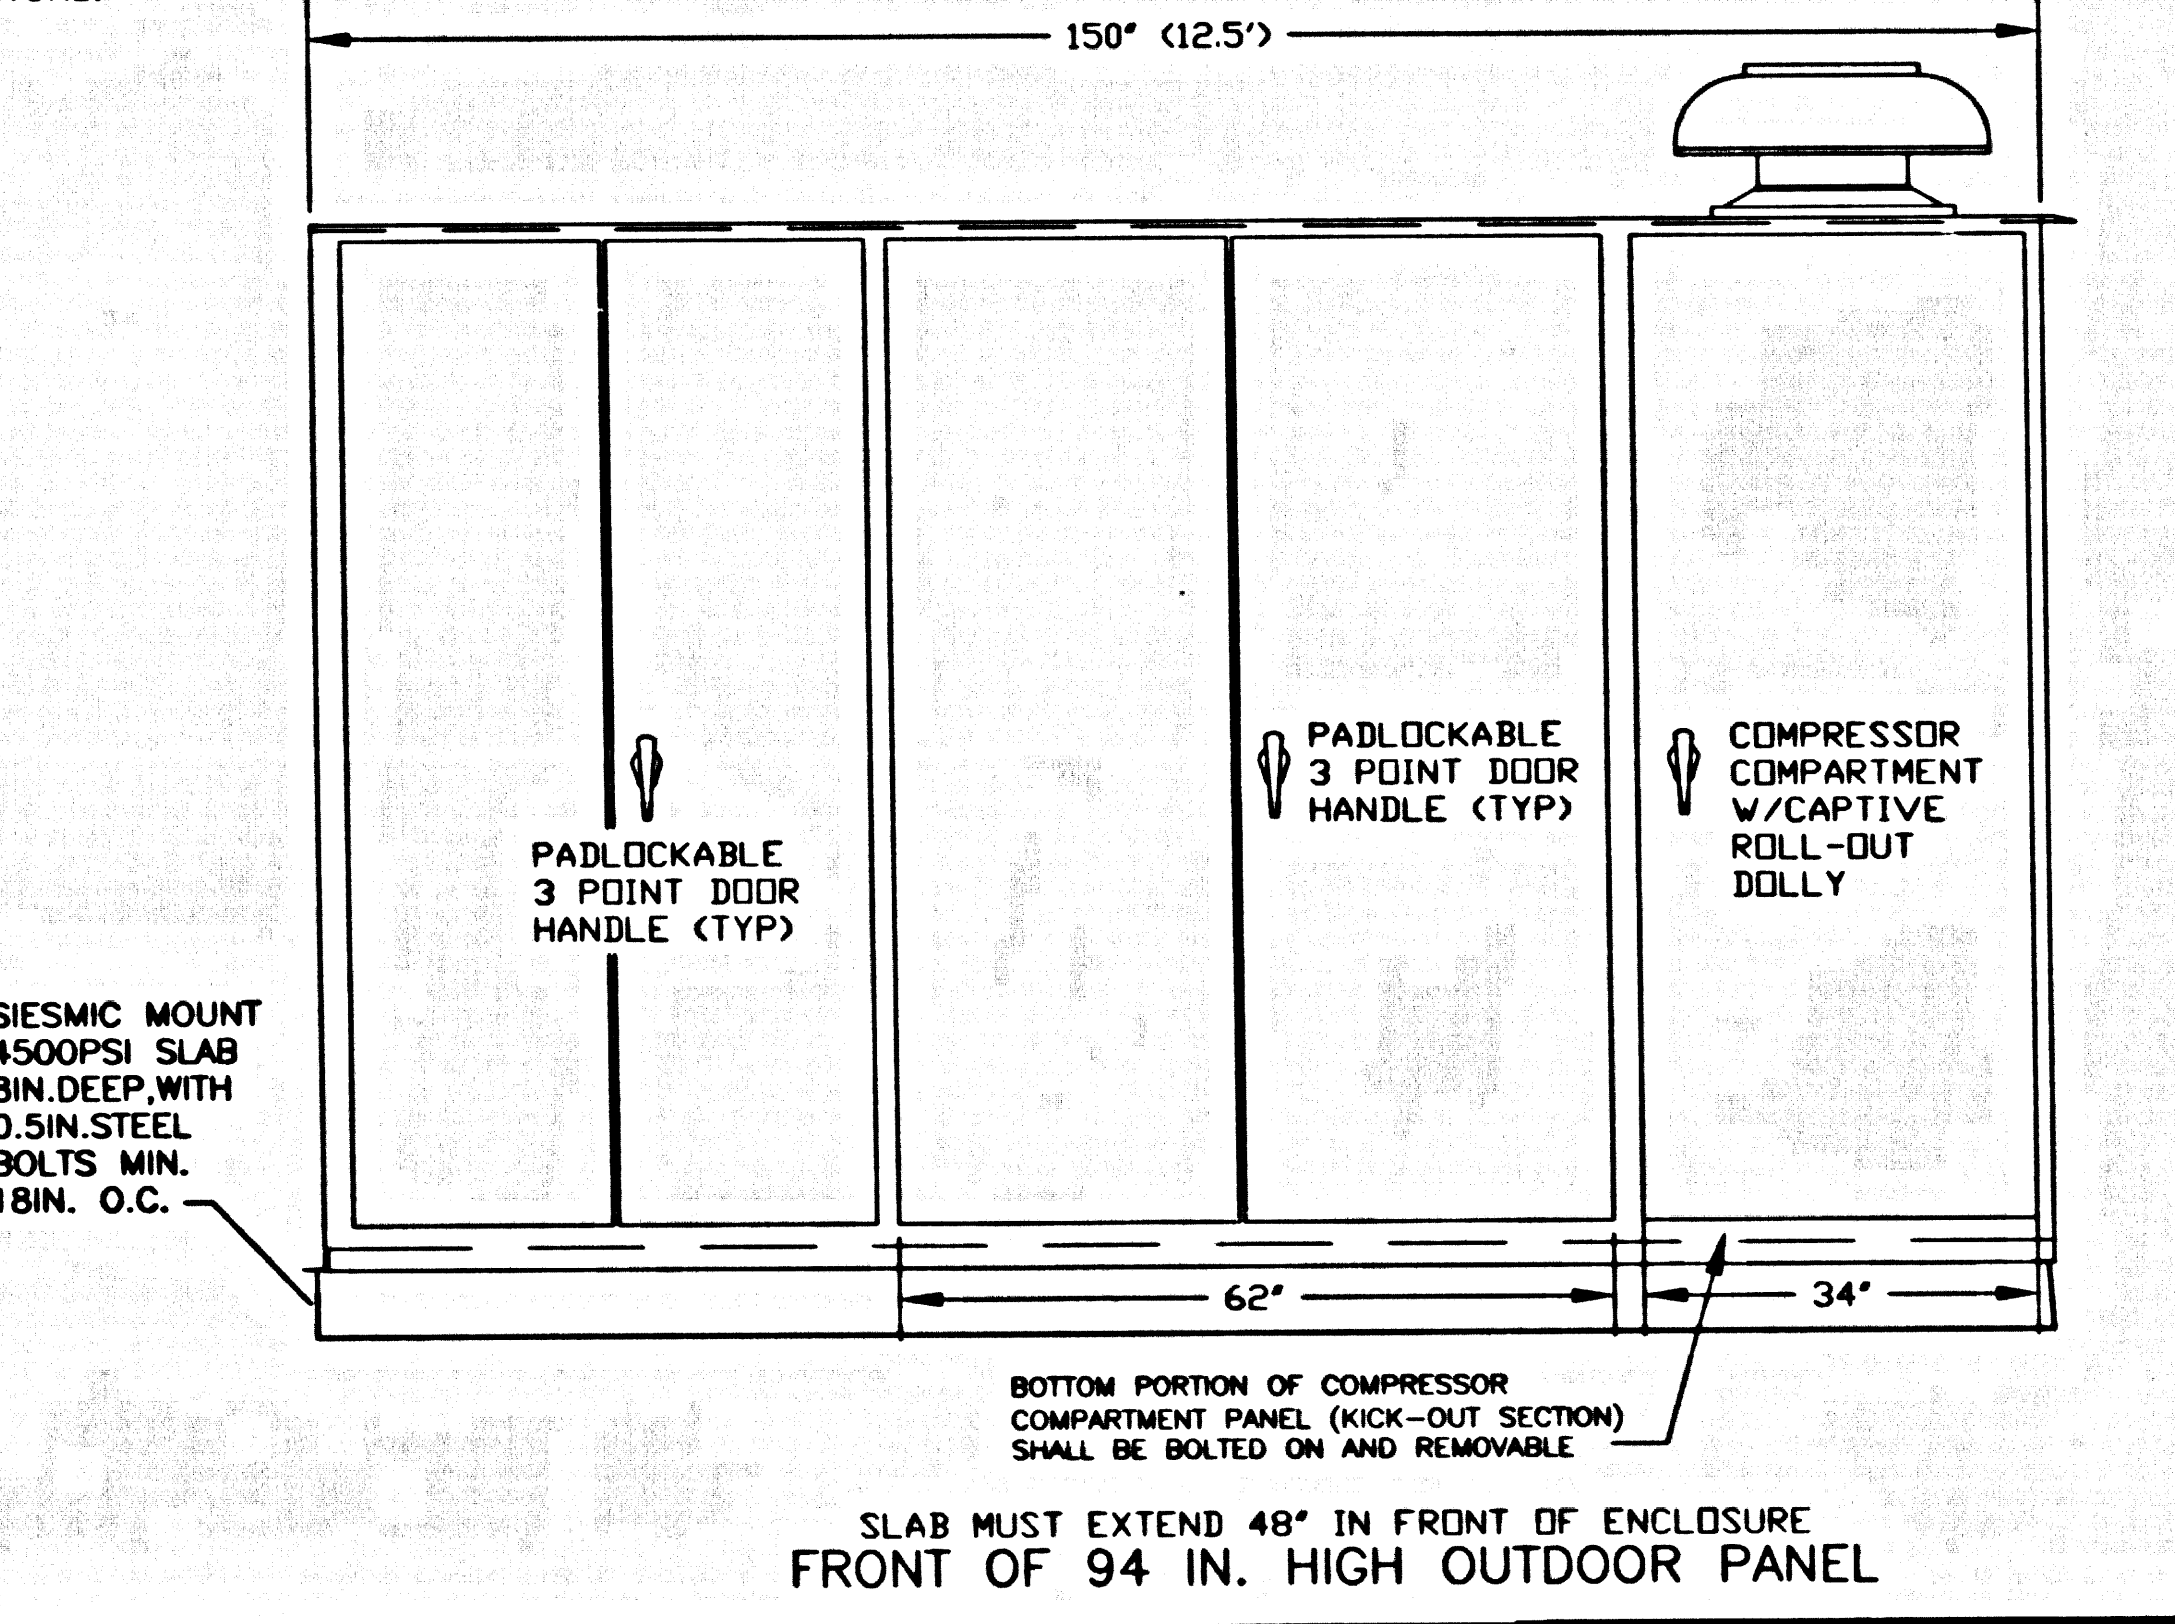 150" (12.5')
PADLOCKABLE
3 POINT DOOR
HANDLE (TYP)
PADLOCKABLE
3 POINT DOOR
HANDLE (TYP)
COMPRESSOR
COMPARTMENT
W/CAPTIVE
ROLL-OUT
DOLLY
SIESMIC MOUNT
4500PSI SLAB
8IN.DEEP,WITH
0.5IN.STEEL
BOLTS MIN.
18IN. O.C.
62"
34"
BOTTOM PORTION OF COMPRESSOR
COMPARTMENT PANEL (KICK-OUT SECTION)
SHALL BE BOLTED ON AND REMOVABLE
SLAB MUST EXTEND 48" IN FRONT OF ENCLOSURE
FRONT OF 94 IN. HIGH OUTDOOR PANEL